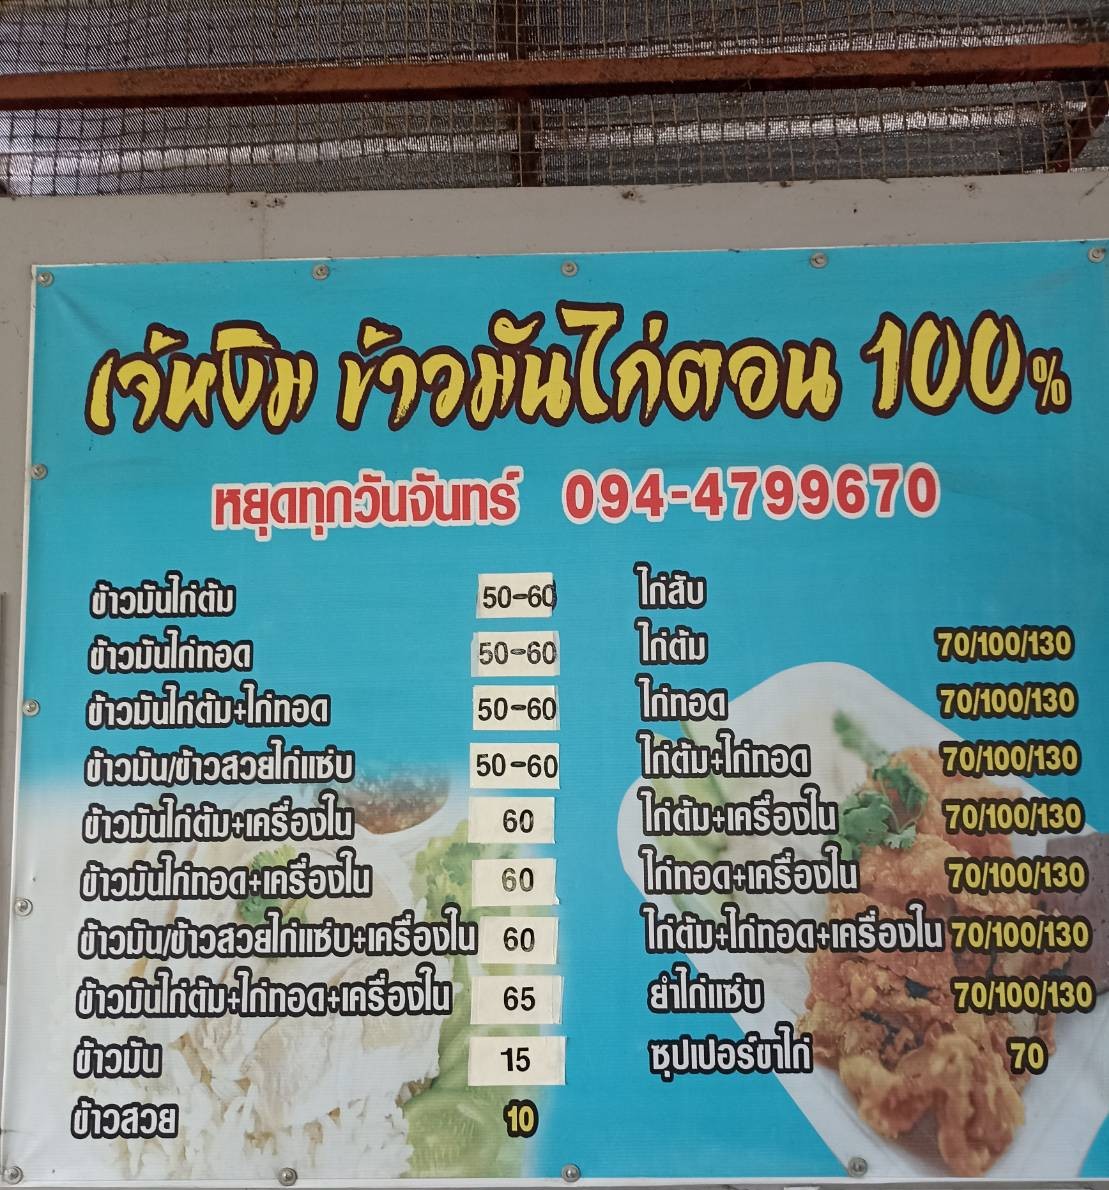 เจ้หงิม ข้าวมันไก่ตอน 100%
หยุดทุกวันจันทร์ 094-4799670
ข้าวมันไก่ต้ม 50-60
ข้าวมันไก่ทอด 50-60
ข้าวมันไก่ต้ม+ไก่ทอด 50-60
ข้าวมัน/ข้าวสวยไก่แซ่บ 50-60
ข้าวมันไก่ต้ม+เครื่องใน 60
ข้าวมันไก่ทอด+เครื่องใน 60
ข้าวมัน/ข้าวสวยไก่แซ่บ+เครื่องใน 60
ข้าวมันไก่ต้ม+ไก่ทอด+เครื่องใน 65
ข้าวมัน 15
ข้าวสวย 10
ไก่สับ
ไก่ต้ม 70/100/130
ไก่ทอด 70/100/130
ไก่ต้ม+ไก่ทอด 70/100/130
ไก่ต้ม+เครื่องใน 70/100/130
ไก่ทอด+เครื่องใน 70/100/130
ไก่ต้ม+ไก่ทอด+เครื่องใน 70/100/130
ยำไก่แซ่บ 70/100/130
ซุปเปอร์ขาไก่ 70